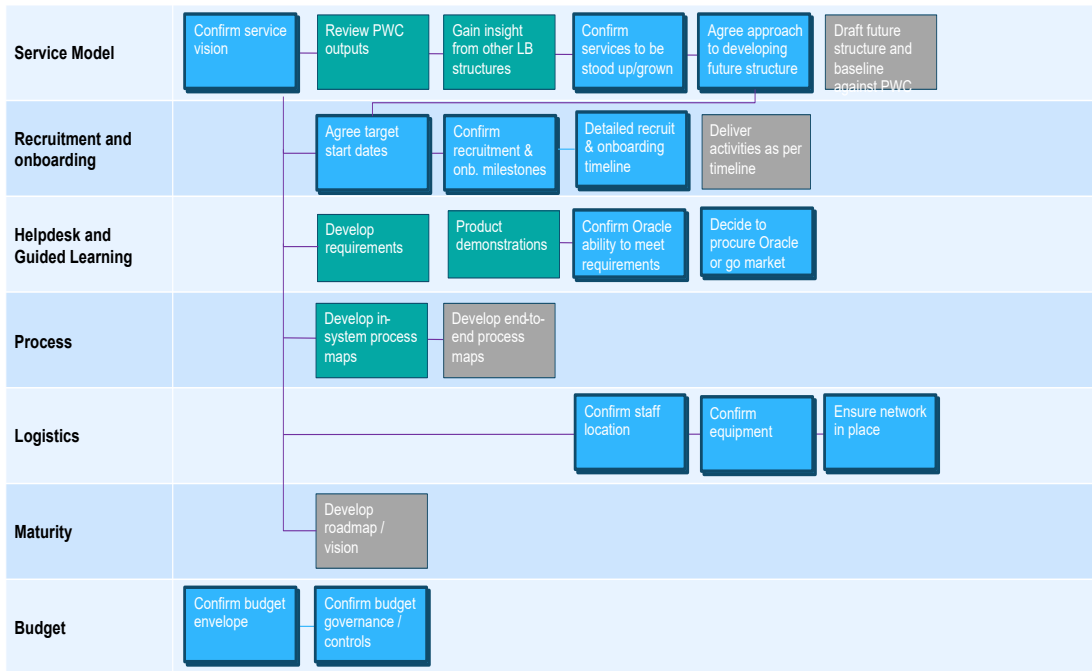 Service Model
Confirm service
vision
Review PWC
outputs
Gain insight
from other LB
structures
Confirm
services to be
stood up/grown
Agree approach
to developing
future structure
Draft future
structure and
baseline
against PWC
Recruitment and
onboarding
Agree target
start dates
Confirm
recruitment &
onb. milestones
Detailed recruit
& onboarding
timeline
Deliver
activities as per
timeline
Helpdesk and
Guided Learning
Develop
requirements
Product
demonstrations
Confirm Oracle
ability to meet
requirements
Decide to
procure Oracle
or go market
Process
Develop in-
system process
maps
Develop end-to-
end process
maps
Logistics
Confirm staff
location
Confirm
equipment
Ensure network
in place
Maturity
Develop
roadmap /
vision
Budget
Confirm budget
envelope
Confirm budget
governance /
controls